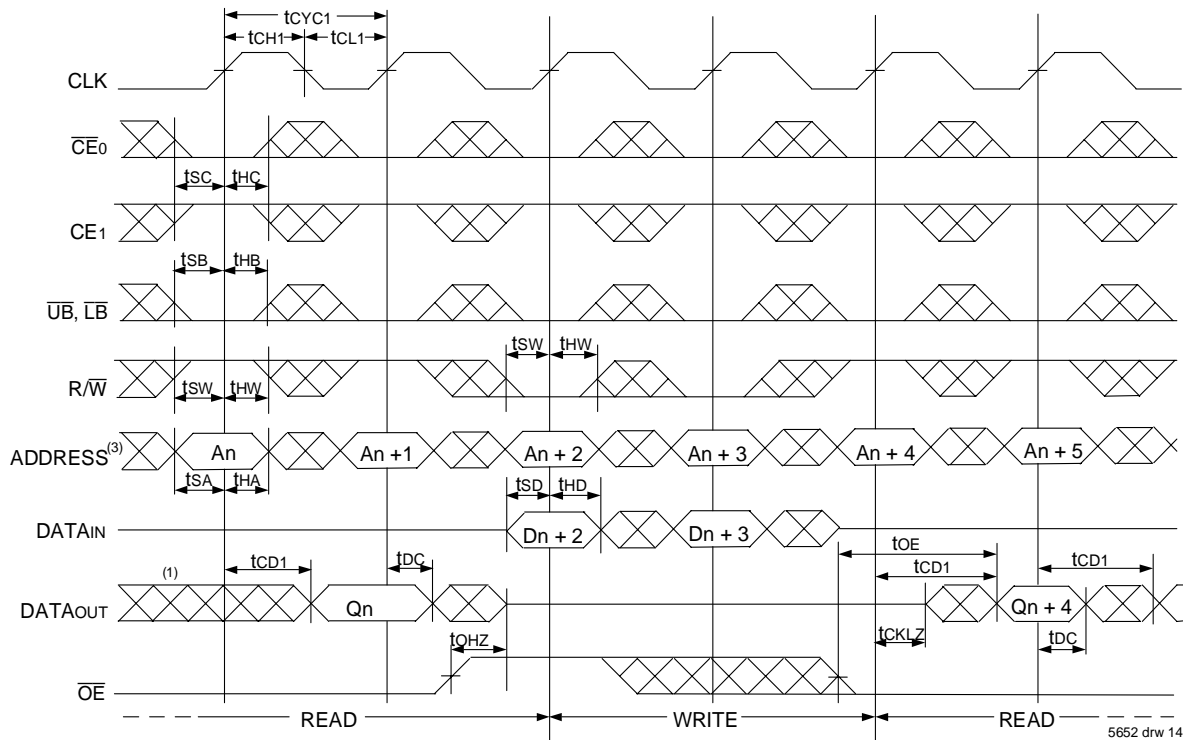 tCYC1
tCH1 tCL1
CLK
CE0
tSC tHC
CE1
tSB tHB
UB, LB
tSW tHW
R/W
tSW tHW
ADDRESS(3) An An +1 An + 2 An + 3 An + 4 An + 5
tSA tHA
tSD tHD
DATAIN Dn + 2 Dn + 3
tOE
tCD1 tDC tCD1 tCD1
(1)
DATAOUT Qn Qn + 4
tOHZ tCKLZ tDC
OE
READ WRITE READ
5652 drw 14